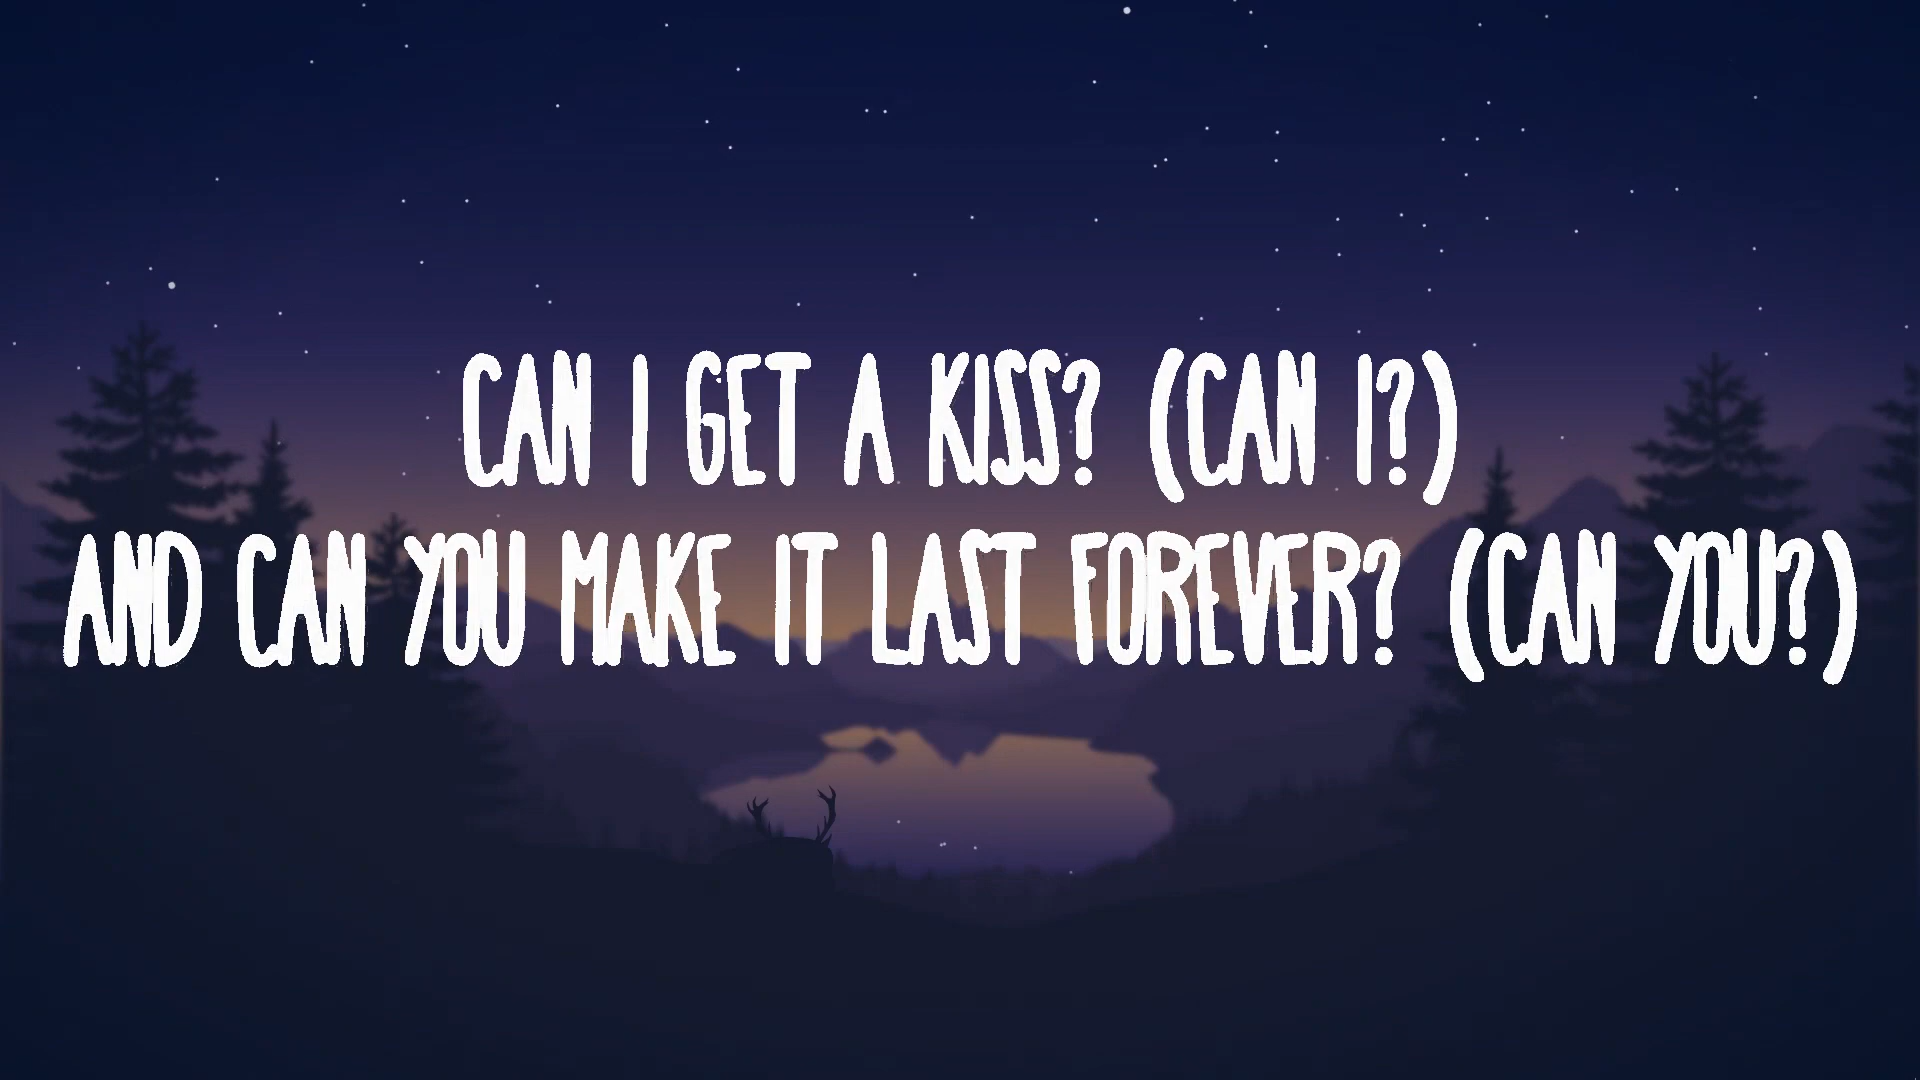 CAN I GET A KISS? (CAN I?)
AND CAN YOU MAKE IT LAST FOREVER? (CAN YOU?)